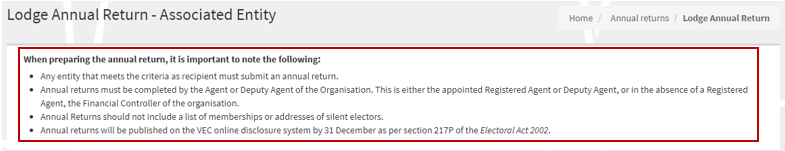 Lodge Annual Return - Associated Entity
Home / Annual returns / Lodge Annual Return
When preparing the annual return, it is important to note the following:
• Any entity that meets the criteria as recipient must submit an annual return.
• Annual returns must be completed by the Agent or Deputy Agent of the Organisation. This is either the appointed Registered Agent or Deputy Agent, or in the absence of a Registered
Agent, the Financial Controller of the organisation.
• Annual Returns should not include a list of memberships or addresses of silent electors.
• Annual returns will be published on the VEC online disclosure system by 31 December as per section 217P of the Electoral Act 2002.